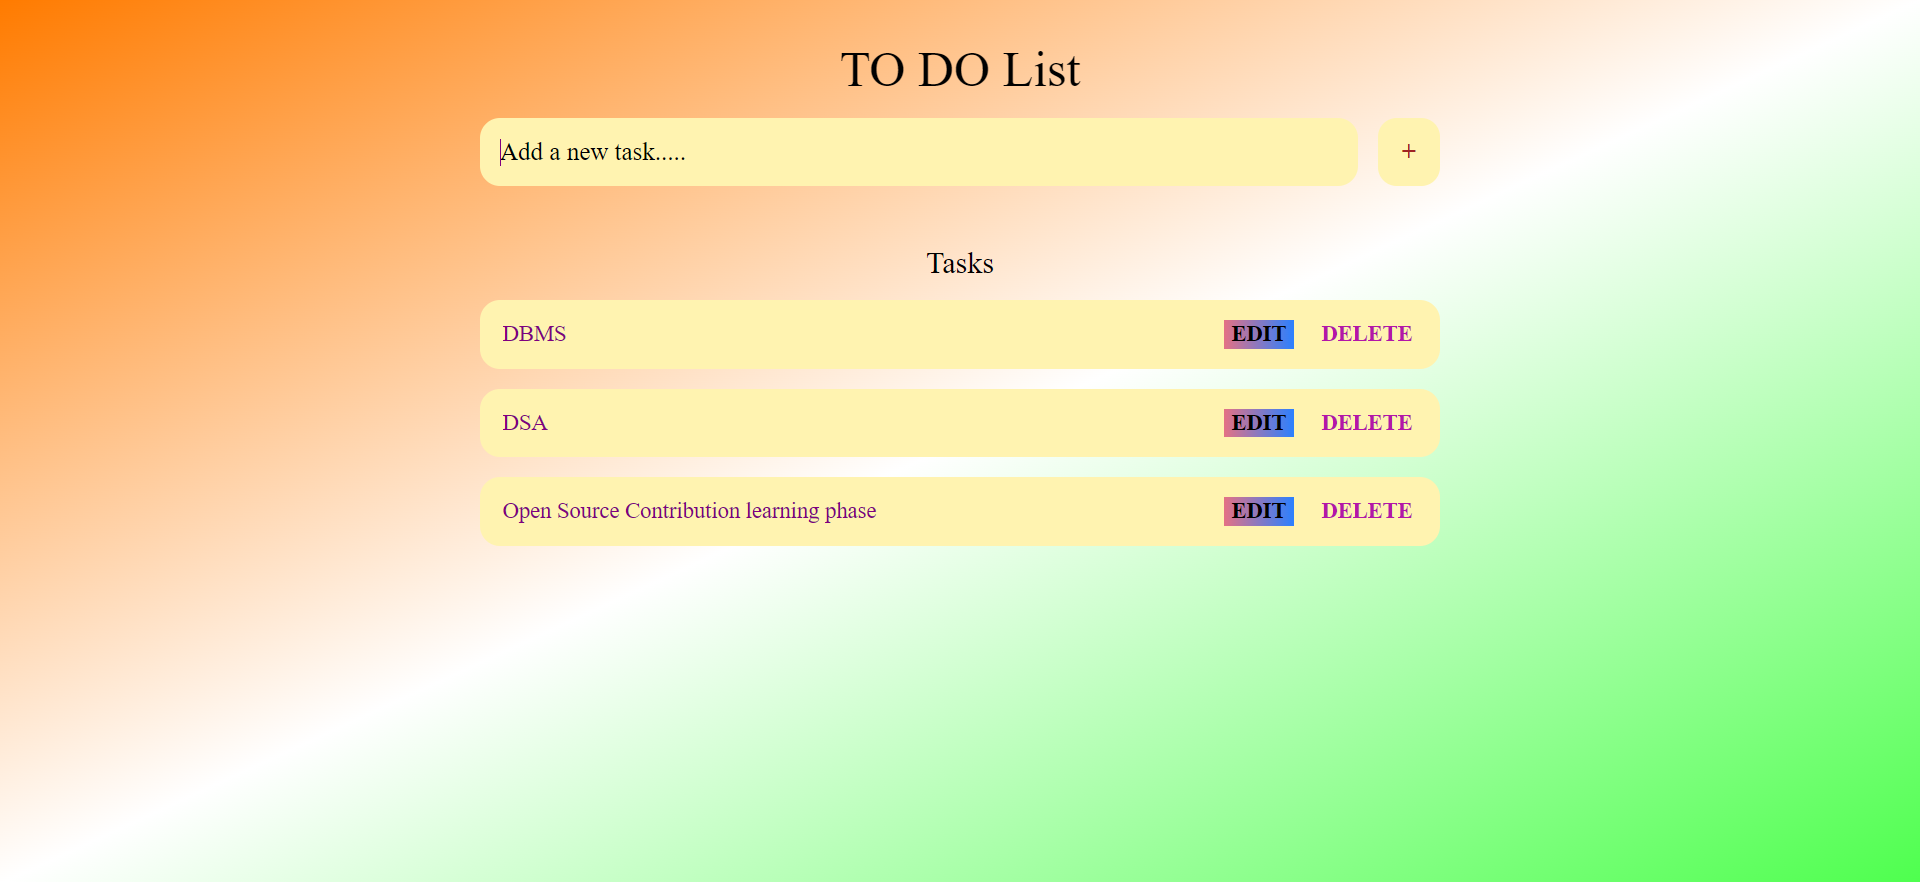 TO DO List
Add a new task.....
+
Tasks
DBMS EDIT DELETE
DSA EDIT DELETE
Open Source Contribution learning phase EDIT DELETE